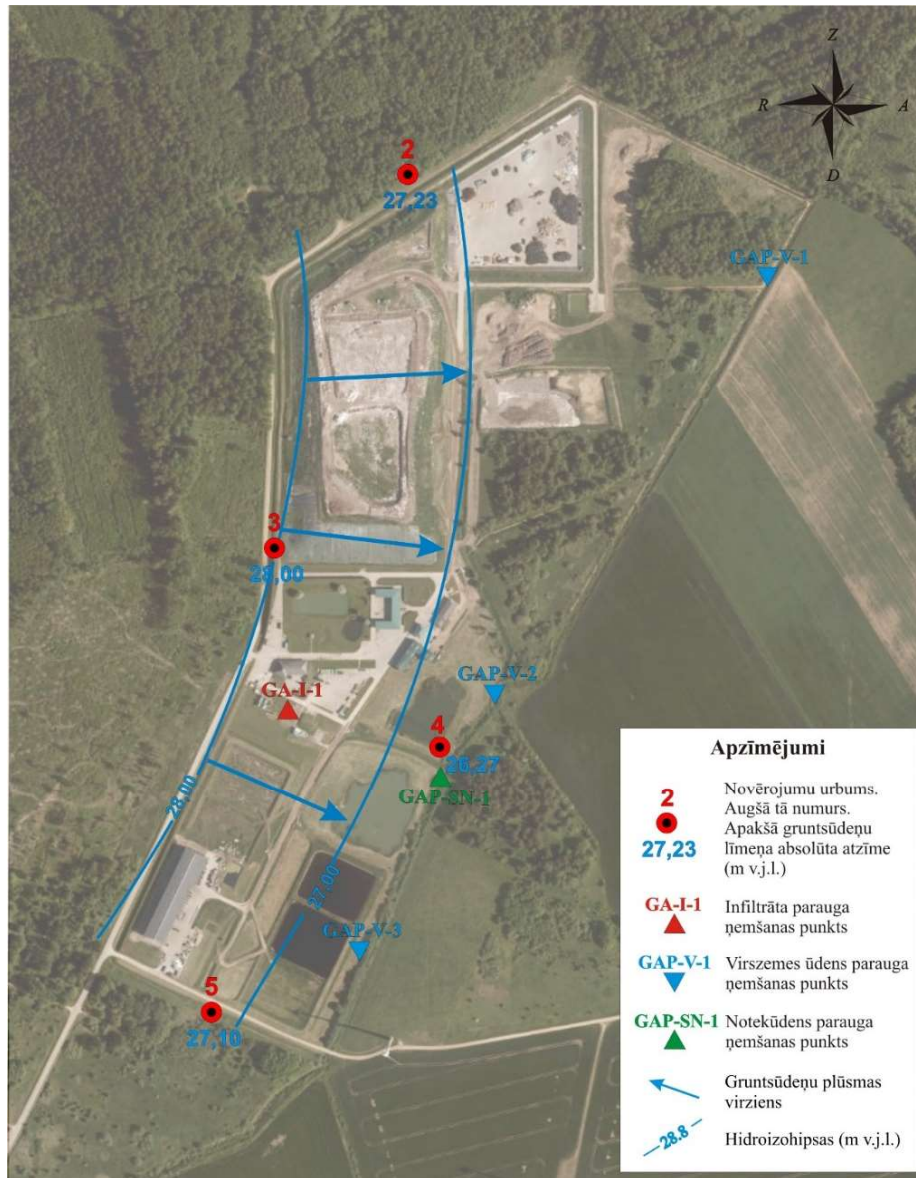 Z
R
A
D
2
27,23
GAP-V-1
3
28,00
GA-I-1
GAP-V-2
4
26,27
GAP-SN-1
28,00
27,00
GAP-V-3
5
27,10
Apzīmējumi
2
27,23
Novērojumu urbums.
Augšā tā numurs.
Apakšā gruntsūdeņu
līmeņa absolūta atzīme
(m v.j.l.)
GA-I-1
Infiltrāta parauga
ņemšanas punkts
GAP-V-1
Virszemes ūdens parauga
ņemšanas punkts
GAP-SN-1
Notekūdens parauga
ņemšanas punkts
Gruntsūdeņu plūsmas
virziens
28.8
Hidroizohipsas (m v.j.l.)